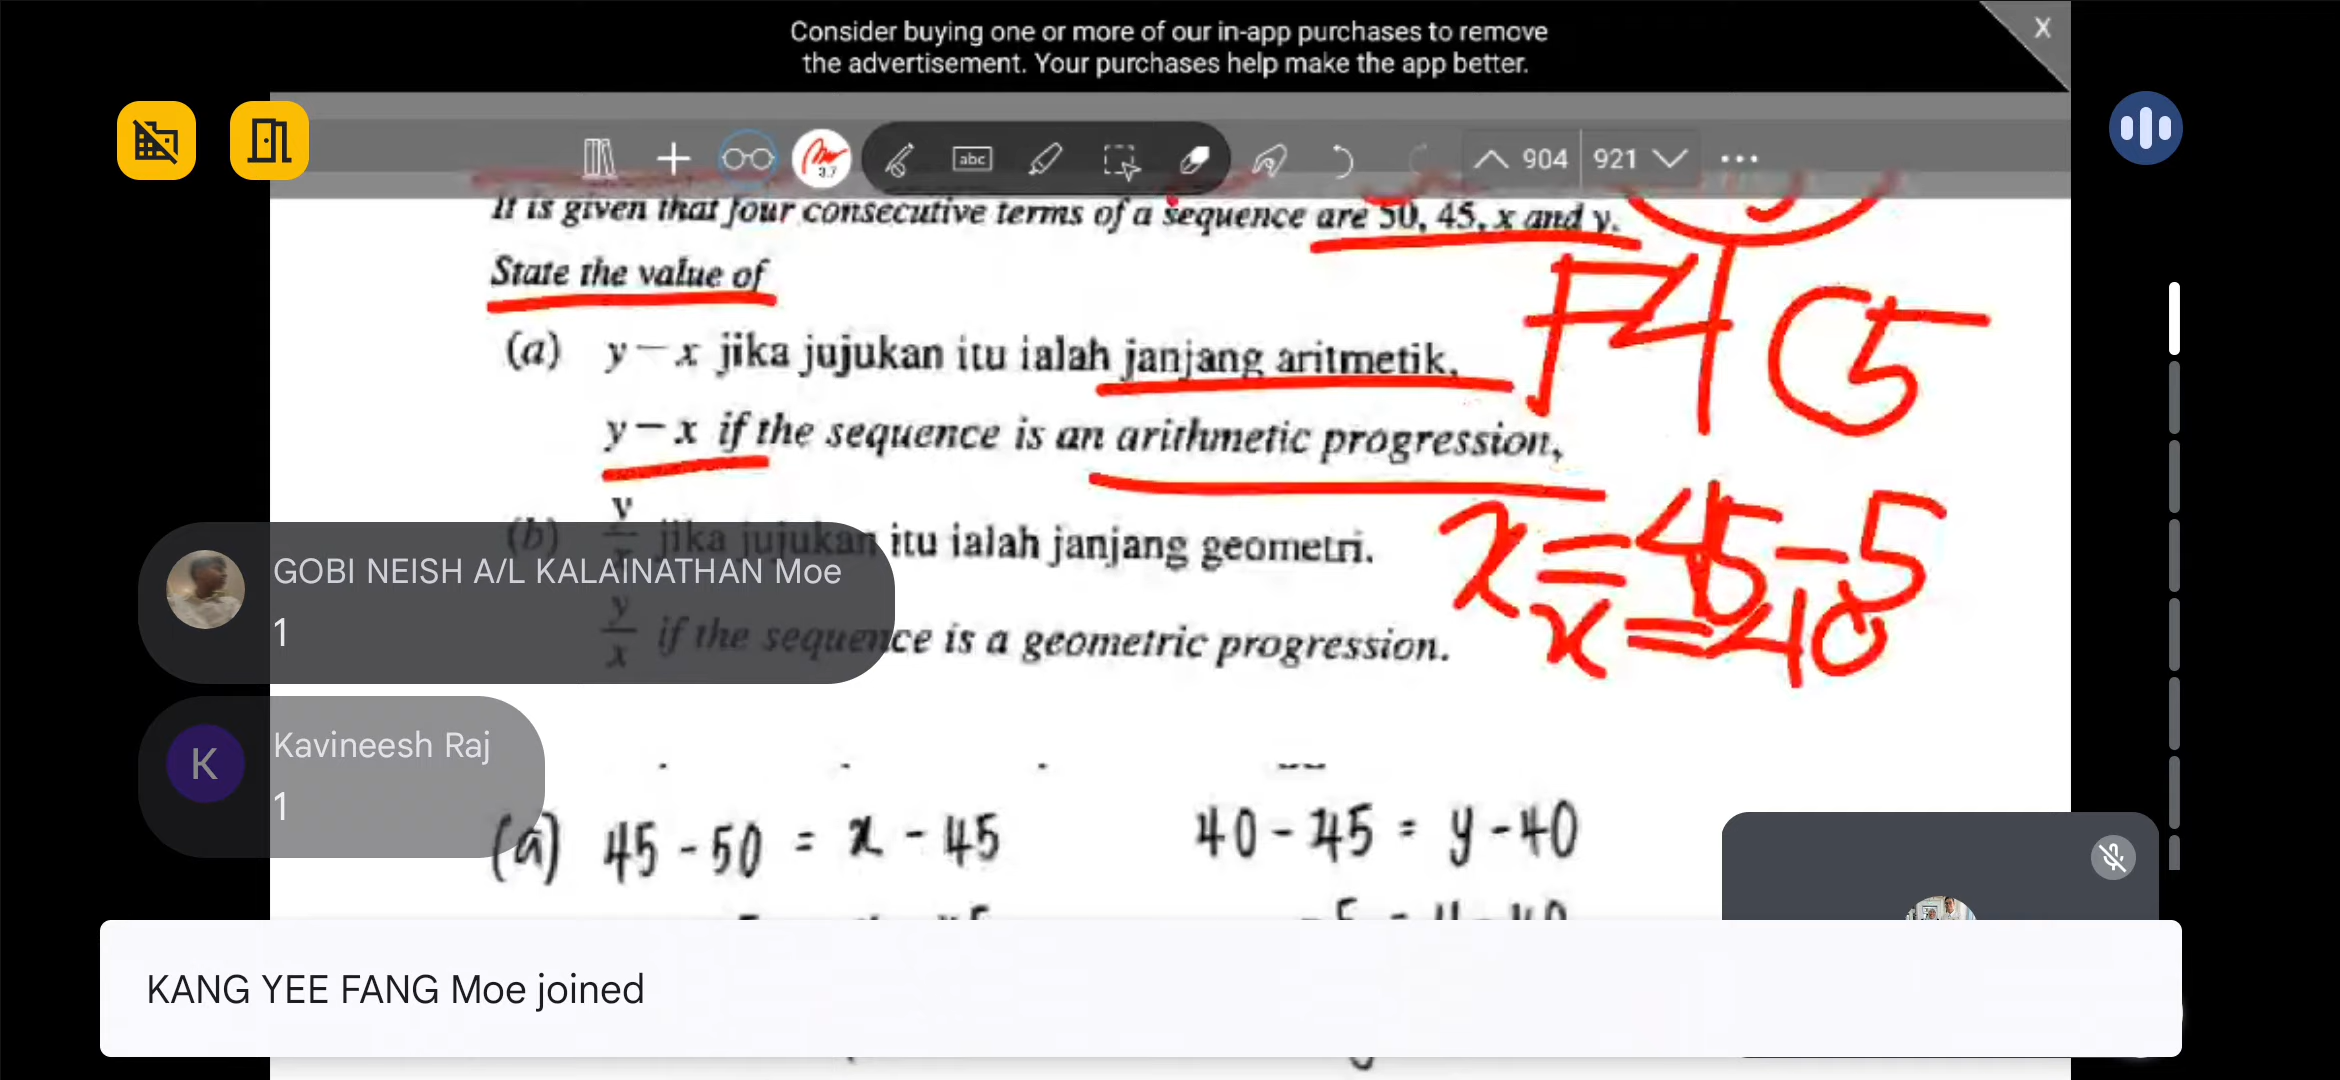 Consider buying one or more of our in-app purchases to remove
the advertisement. Your purchases help make the app better.
X
3.7
abc
904
921
It is given that four consecutive terms of a sequence are 50, 45, x and y.
State the value of
F4 C5
(a) y − x jika jujukan itu ialah janjang aritmetik,
y − x if the sequence is an arithmetic progression,
(b) y/x jika jujukan itu ialah janjang geometri.
x = 45 − 5
y/x if the sequence is a geometric progression.
x = 40
GOBI NEISH A/L KALAINATHAN Moe
1
K
Kavineesh Raj
1
(a) 45 - 50 = x - 45
40 - 45 = y - 40
KANG YEE FANG Moe joined